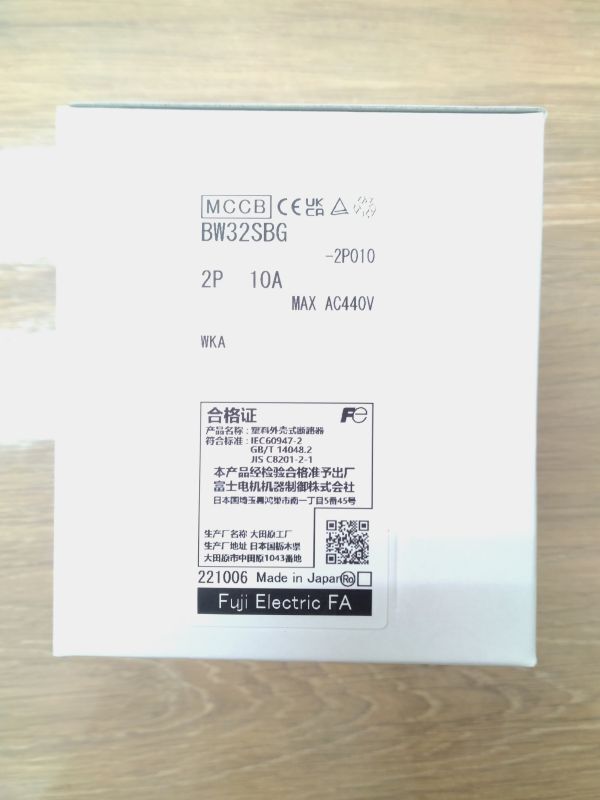 MCCB CE UK CA
BW32SBG
-2P010
2P 10A
MAX AC440V
WKA
合格证 Fe
产品名称：塑料外壳式断路器
符合标准：IEC60947-2
GB/T 14048.2
JIS C8201-2-1
本产品经检验合格准予出厂
富士电机机器制御株式会社
日本国埼玉县鸿巢市南一丁目5番45号
生产厂名称 大田原工厂
生产厂地址 日本国栃木県
大田原市中田原1043番地
221006 Made in Japan Ro
Fuji Electric FA